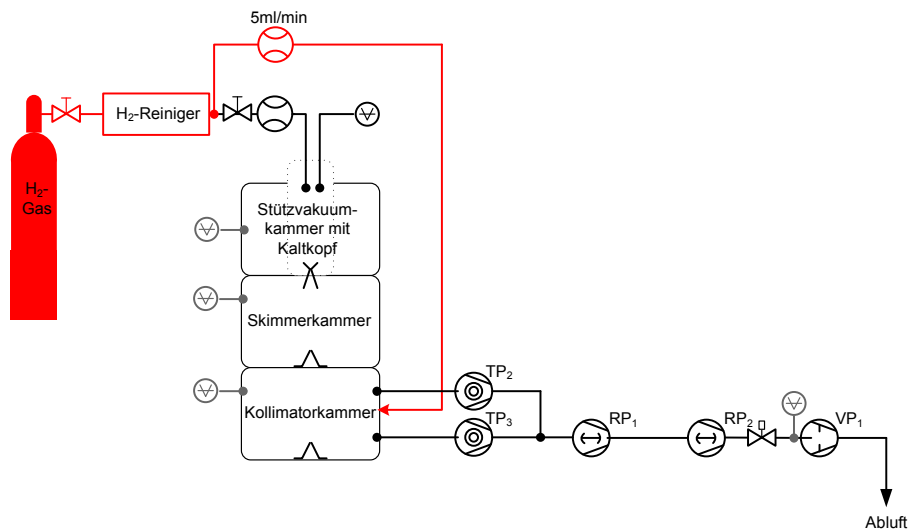 5ml/min
H₂-Reiniger
H₂-
Gas
Stützvakuum-
kammer mit
Kaltkopf
Skimmerkammer
Kollimatorkammer
TP₂
TP₃
RP₁
RP₂
VP₁
Abluft